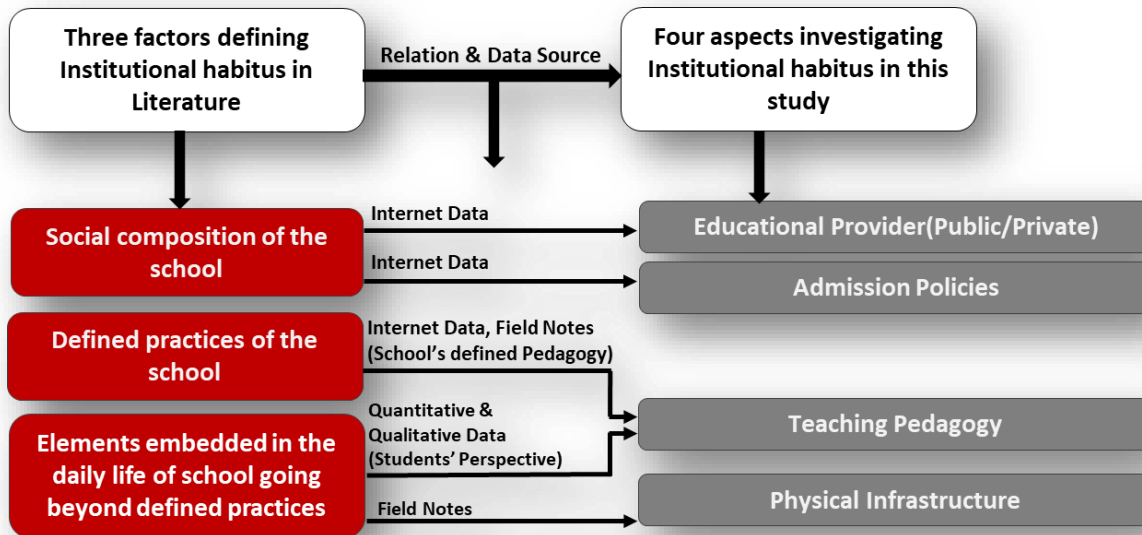 Three factors defining
Institutional habitus in
Literature
Relation & Data Source
Four aspects investigating
Institutional habitus in this
study
Social composition of the
school
Internet Data
Internet Data
Educational Provider(Public/Private)
Admission Policies
Defined practices of the
school
Internet Data, Field Notes
(School's defined Pedagogy)
Elements embedded in the
daily life of school going
beyond defined practices
Quantitative &
Qualitative Data
(Students' Perspective)
Teaching Pedagogy
Field Notes
Physical Infrastructure